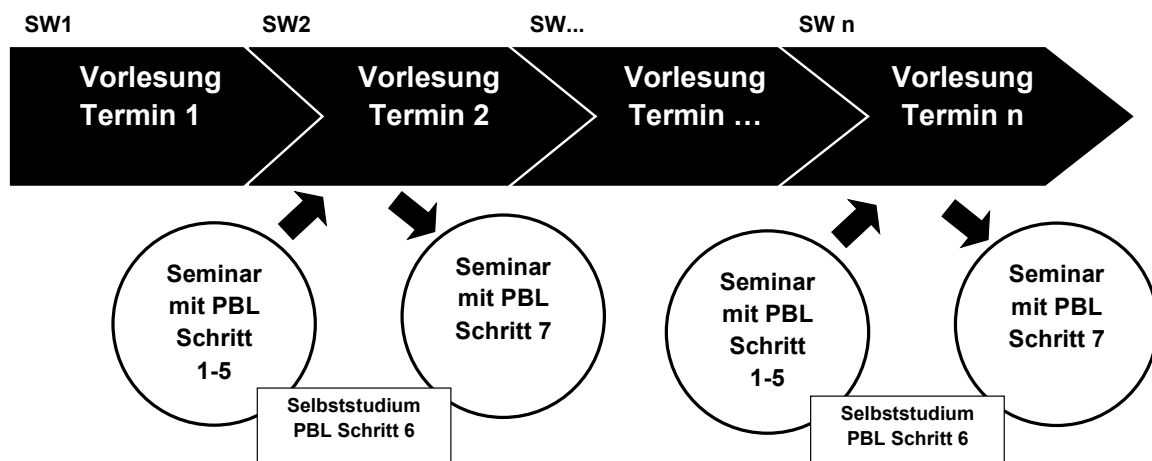 SW1
SW2
SW...
SW n
Vorlesung
Termin 1
Vorlesung
Termin 2
Vorlesung
Termin …
Vorlesung
Termin n
Seminar
mit PBL
Schritt
1-5
Seminar
mit PBL
Schritt 7
Selbststudium
PBL Schritt 6
Seminar
mit PBL
Schritt
1-5
Seminar
mit PBL
Schritt 7
Selbststudium
PBL Schritt 6